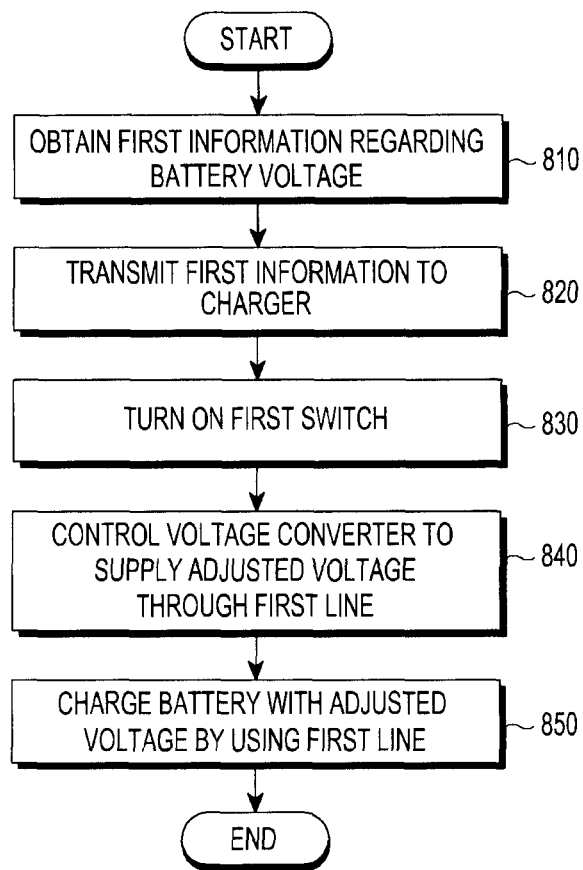 START
OBTAIN FIRST INFORMATION REGARDING
BATTERY VOLTAGE
810
TRANSMIT FIRST INFORMATION TO
CHARGER
820
TURN ON FIRST SWITCH
830
CONTROL VOLTAGE CONVERTER TO
SUPPLY ADJUSTED VOLTAGE
THROUGH FIRST LINE
840
CHARGE BATTERY WITH ADJUSTED
VOLTAGE BY USING FIRST LINE
850
END